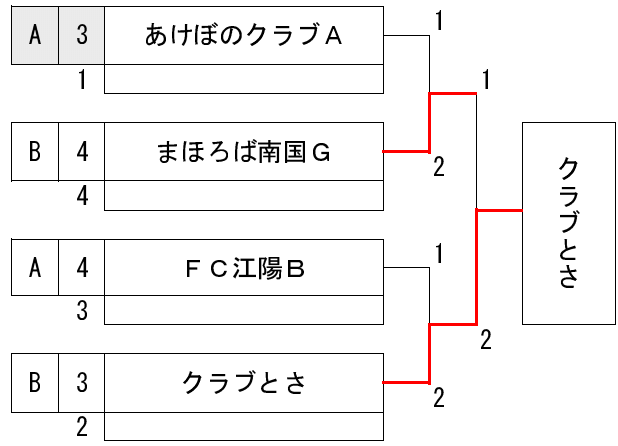 A 3 あけぼのクラブA 1
1
1
B 4 まほろば南国G 2
4
クラブとさ
A 4 FC江陽B 1
3
2
B 3 クラブとさ 2
2